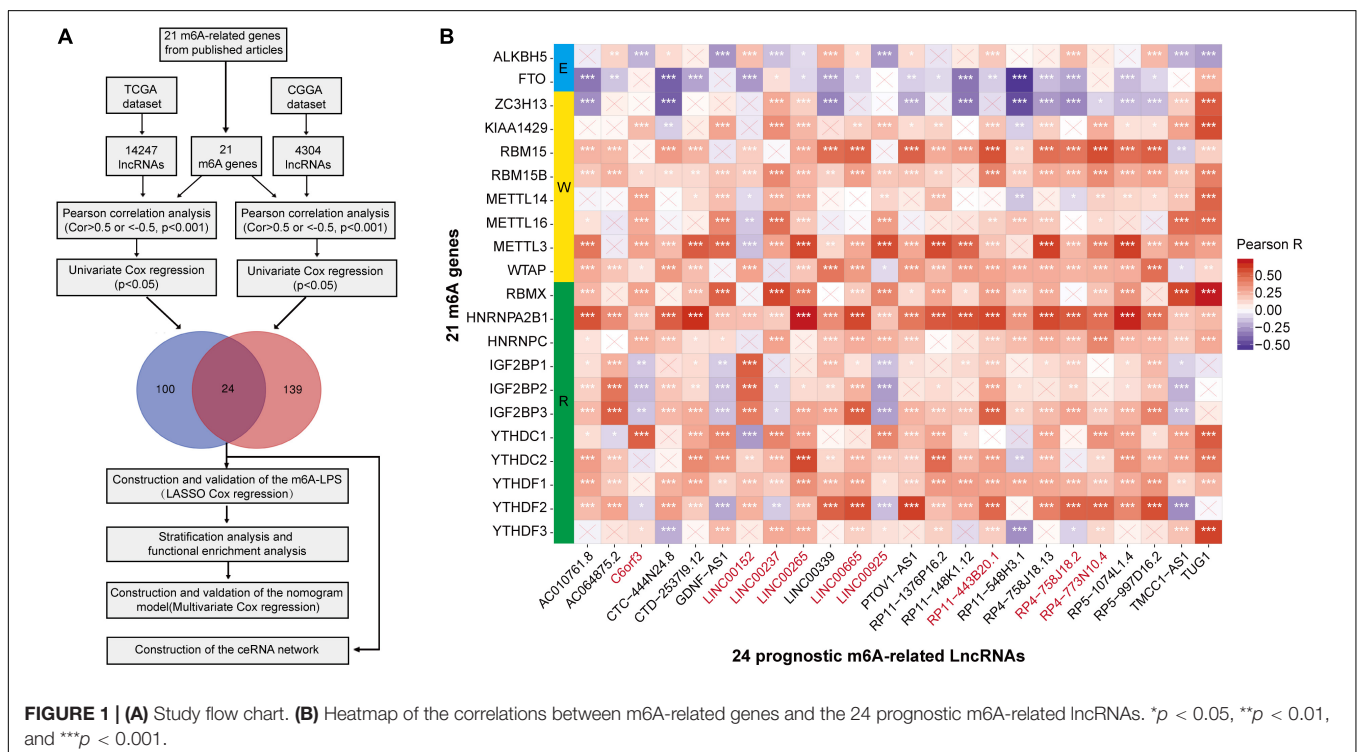 A
21 m6A-related genes
from published articles
TCGA
dataset
CGGA
dataset
14247
lncRNAs
21
m6A genes
4304
lncRNAs
Pearson correlation analysis
(Cor>0.5 or <-0.5, p<0.001)
Pearson correlation analysis
(Cor>0.5 or <-0.5, p<0.001)
Univariate Cox regression
(p<0.05)
Univariate Cox regression
(p<0.05)
100
24
139
Construction and validation of the m6A-LPS
(LASSO Cox regression)
Stratification analysis and
functional enrichment analysis
Construction and validation of the nomogram
model(Multivariate Cox regression)
Construction of the ceRNA network
B
21 m6A genes
ALKBH5
FTO
ZC3H13
KIAA1429
RBM15
RBM15B
METTL14
METTL16
METTL3
WTAP
RBMX
HNRNPA2B1
HNRNPC
IGF2BP1
IGF2BP2
IGF2BP3
YTHDC1
YTHDC2
YTHDF1
YTHDF2
YTHDF3
E
W
R
AC010761.8
AC064875.2
C6orf3
CTC-444N24.8
CTD-2537I9.12
GDNF-AS1
LINC00152
LINC00237
LINC00265
LINC00339
LINC00665
LINC00925
PTOV1-AS1
RP11-1376P16.2
RP11-148K1.12
RP11-443B20.1
RP11-548H3.1
RP4-758J18.13
RP4-758J18.2
RP4-773N10.4
RP5-1074L1.4
RP5-997D16.2
TMCC1-AS1
TUG1
24 prognostic m6A-related LncRNAs
Pearson R
0.50
0.25
0.00
−0.25
−0.50
FIGURE 1 | (A) Study flow chart. (B) Heatmap of the correlations between m6A-related genes and the 24 prognostic m6A-related lncRNAs. *p < 0.05, **p < 0.01,
and ***p < 0.001.